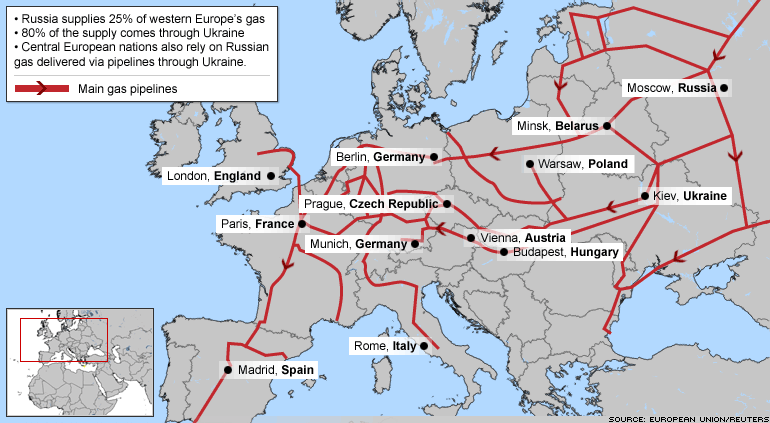 • Russia supplies 25% of western Europe's gas
• 80% of the supply comes through Ukraine
• Central European nations also rely on Russian
gas delivered via pipelines through Ukraine.
Main gas pipelines
Moscow, Russia
Minsk, Belarus
Berlin, Germany
Warsaw, Poland
London, England
Kiev, Ukraine
Prague, Czech Republic
Paris, France
Vienna, Austria
Munich, Germany
Budapest, Hungary
Rome, Italy
Madrid, Spain
SOURCE: EUROPEAN UNION/REUTERS